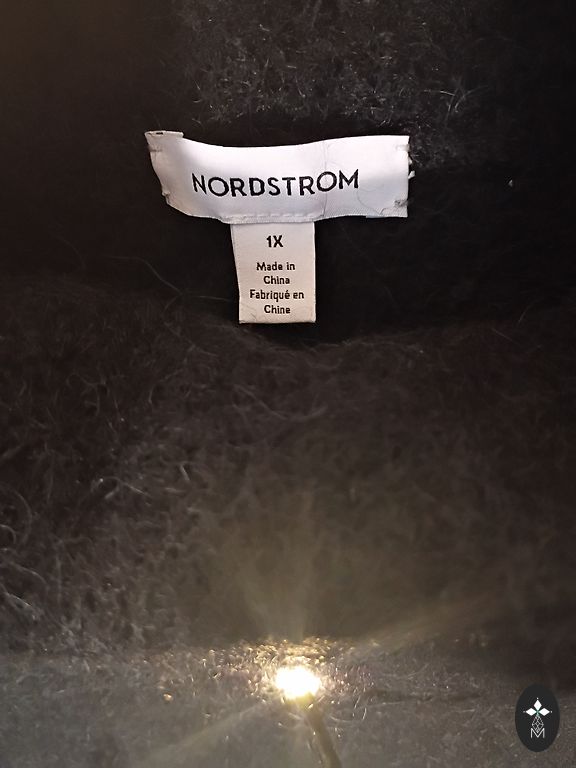 NORDSTROM
1X
Made in
China
Fabriqué en
Chine
M